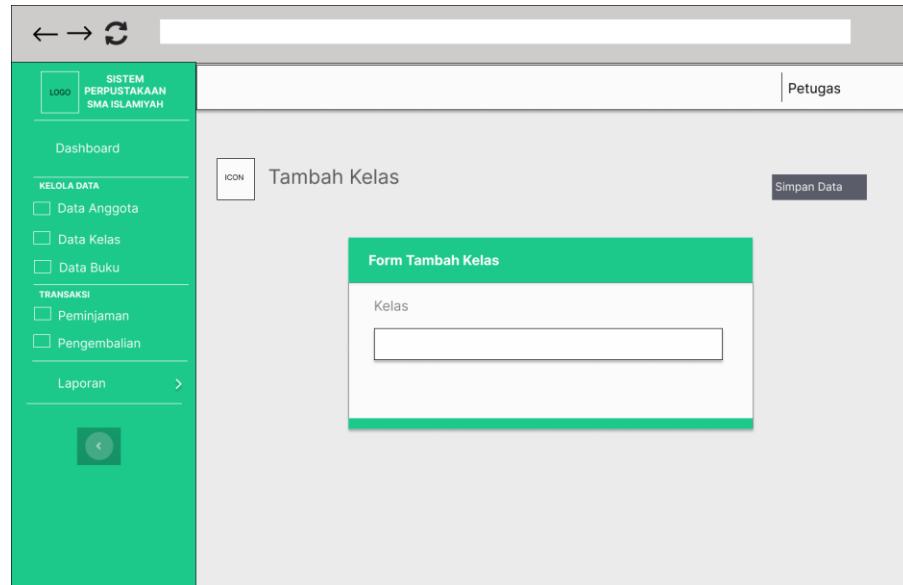 LOGO
SISTEM
PERPUSTAKAAN
SMA ISLAMIYAH
Petugas
Dashboard
KELOLA DATA
Data Anggota
Data Kelas
Data Buku
TRANSAKSI
Peminjaman
Pengembalian
Laporan
ICON
Tambah Kelas
Simpan Data
Form Tambah Kelas
Kelas